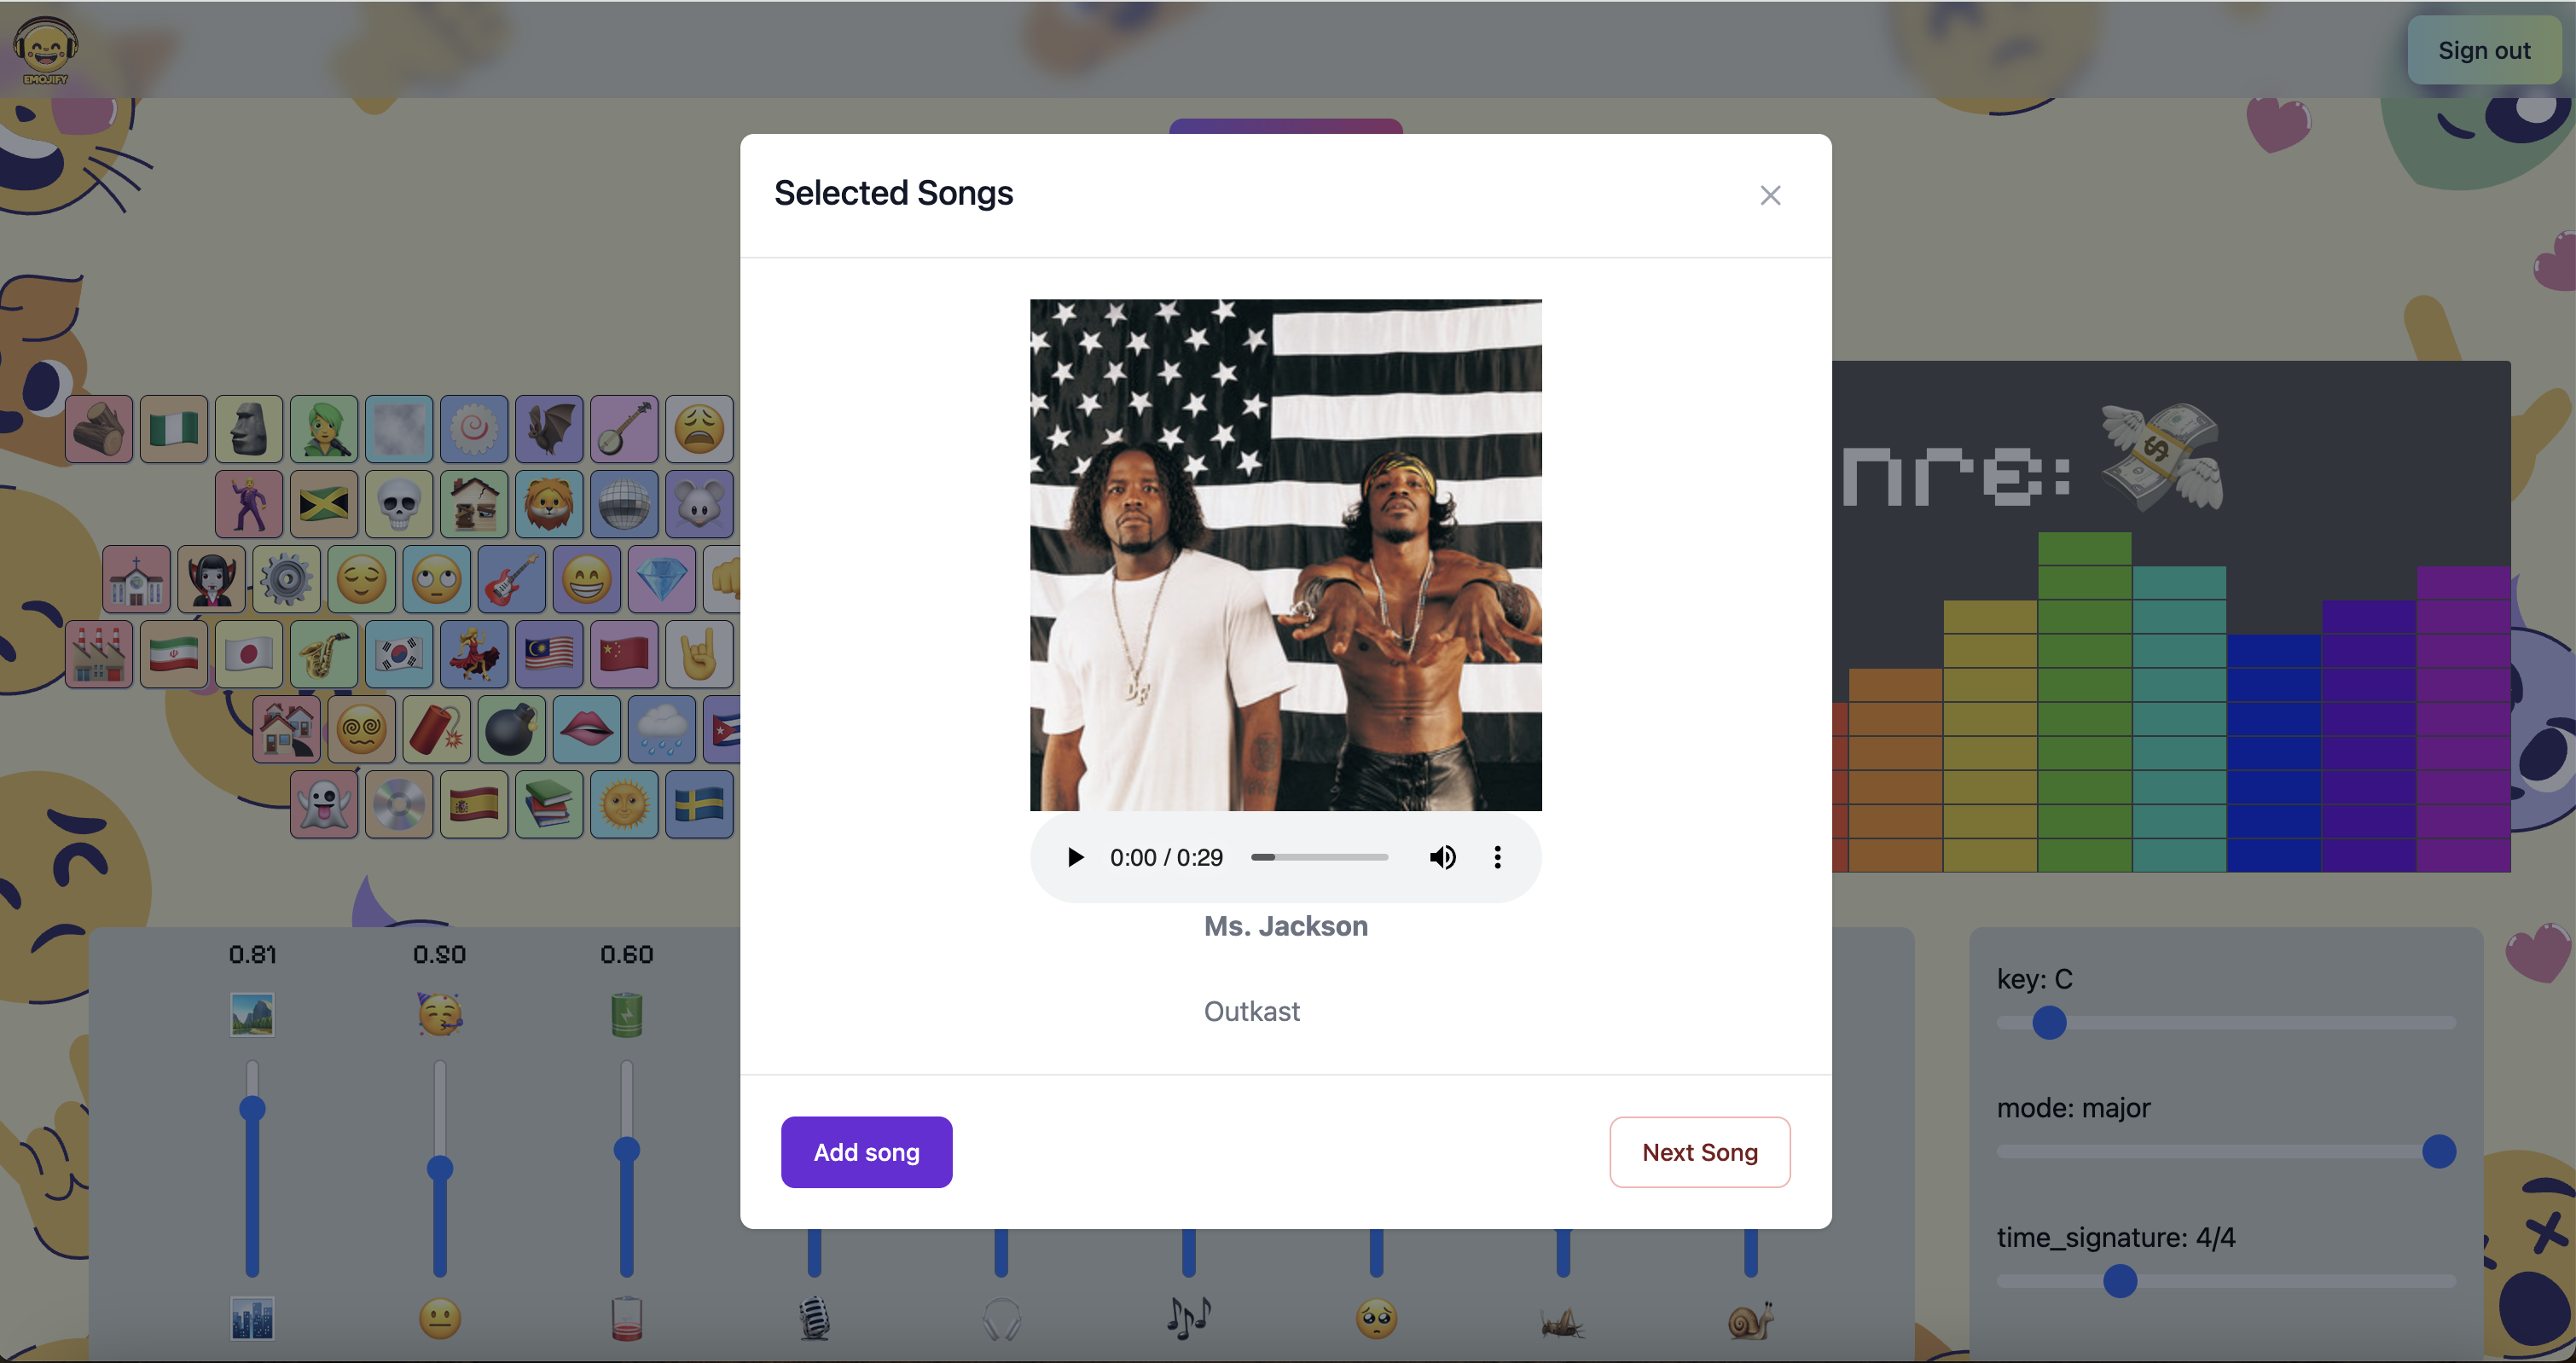 EMOJIFY
Sign out
Selected Songs
nre:
0:00 / 0:29
Ms. Jackson
Outkast
0.81
0.50
0.60
key: C
mode: major
time_signature: 4/4
Add song
Next Song